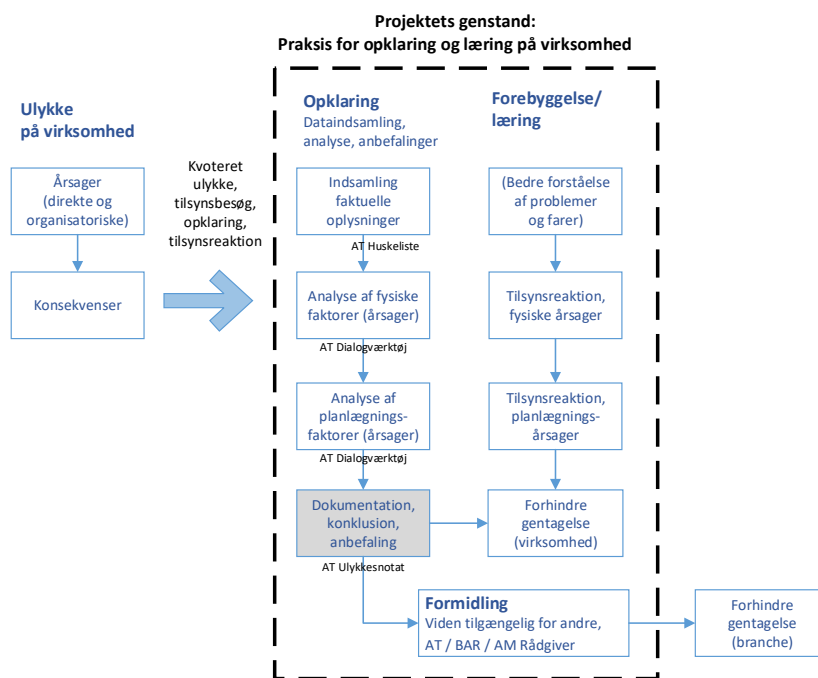 Projektets genstand:
Praksis for opklaring og læring på virksomhed
Ulykke
på virksomhed
Årsager
(direkte og
organisatoriske)
Konsekvenser
Kvoteret
ulykke,
tilsynsbesøg,
opklaring,
tilsynsreaktion
Opklaring
Dataindsamling,
analyse, anbefalinger
Indsamling
faktuelle
oplysninger
AT Huskeliste
Analyse af fysiske
faktorer (årsager)
AT Dialogværktøj
Analyse af
planlægnings-
faktorer (årsager)
AT Dialogværktøj
Dokumentation,
konklusion,
anbefaling
AT Ulykkesnotat
Forebyggelse/
læring
(Bedre forståelse
af problemer
og farer)
Tilsynsreaktion,
fysiske årsager
Tilsynsreaktion,
planlægnings-
årsager
Forhindre
gentagelse
(virksomhed)
Formidling
Viden tilgængelig for andre,
AT / BAR / AM Rådgiver
Forhindre
gentagelse
(branche)